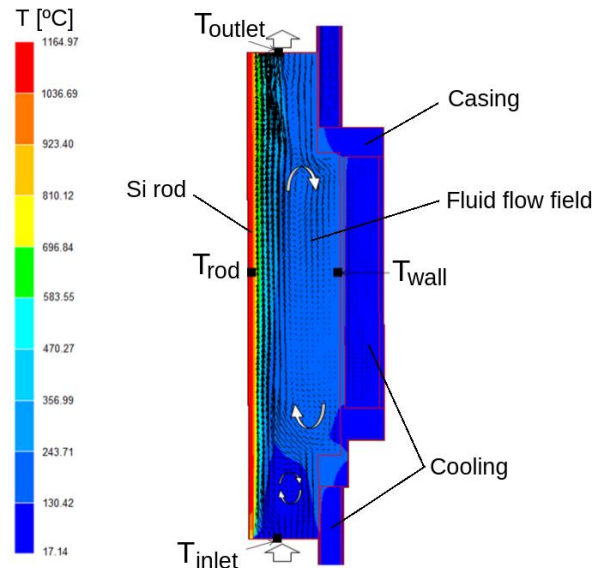 T [ºC]
1164.97
1036.69
923.40
810.12
696.84
583.55
470.27
356.99
243.71
130.42
17.14
Toutlet
Casing
Si rod
Fluid flow field
Trod
Twall
Cooling
Tinlet